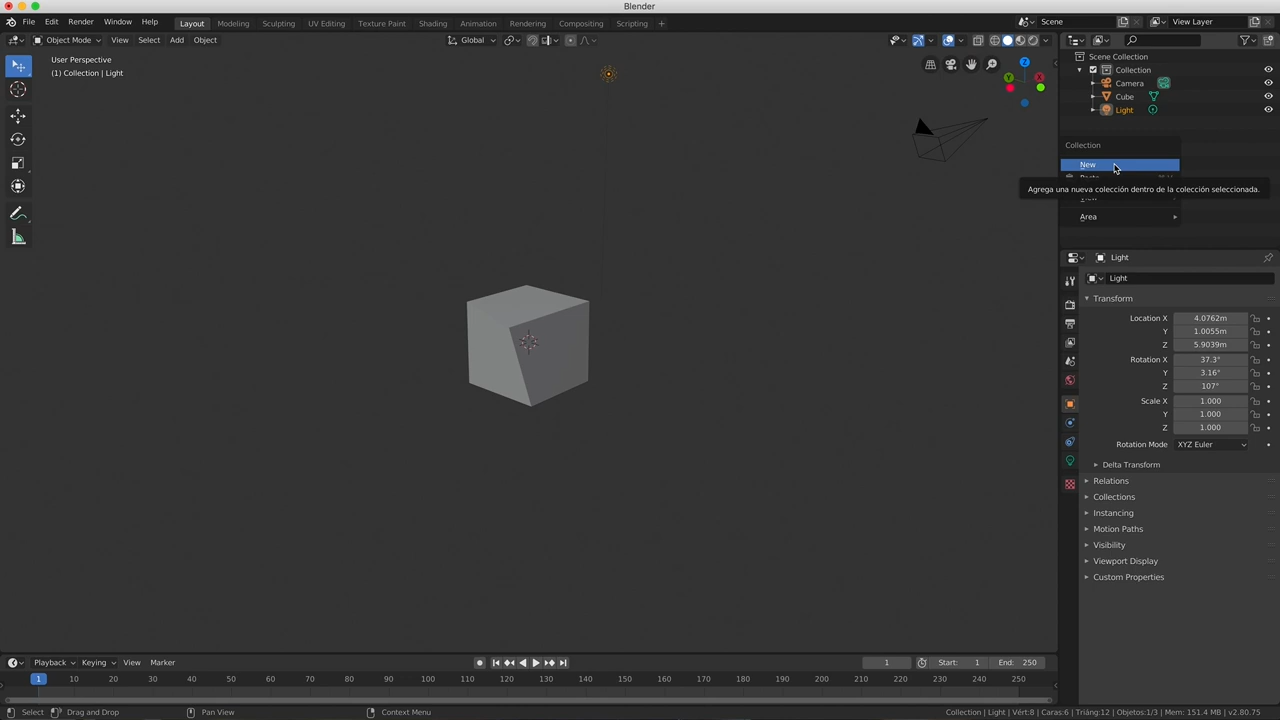 Blender
File Edit Render Window Help
Layout Modeling Sculpting UV Editing Texture Paint Shading Animation Rendering Compositing Scripting
Scene
View Layer
Object Mode View Select Add Object
Global
User Perspective
(1) Collection | Light
Scene Collection
Collection
Camera
Cube
Light
Collection
New
Agrega una nueva colección dentro de la colección seleccionada.
Area
Light
Light
Transform
Location X 4.0762m
Y 1.0055m
Z 5.9039m
Rotation X 37.3°
Y 3.16°
Z 107°
Scale X 1.000
Y 1.000
Z 1.000
Rotation Mode XYZ Euler
Delta Transform
Relations
Collections
Instancing
Motion Paths
Visibility
Viewport Display
Custom Properties
Playback Keying View Marker
1 Start: 1 End: 250
1 10 20 30 40 50 60 70 80 90 100 110 120 130 140 150 160 170 180 190 200 210 220 230 240 250
Select Drag and Drop Pan View Context Menu
Collection | Light | Vért:8 | Caras:6 | Triáng:12 | Objetos:1/3 | Mem: 151.4 MB | v2.80.75